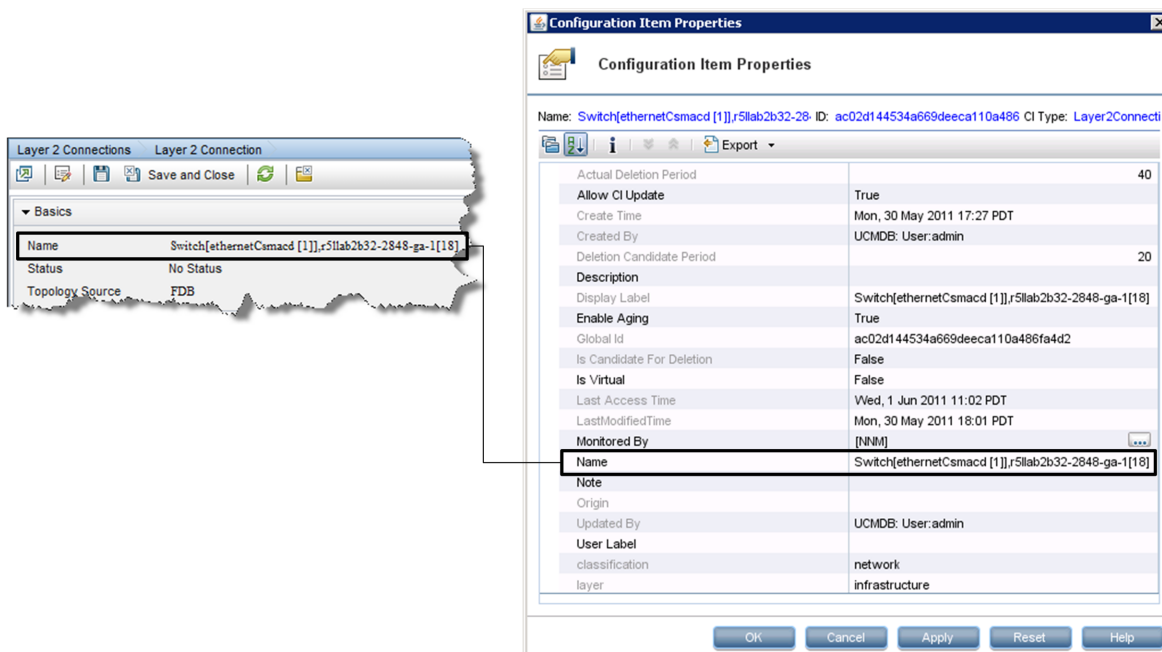 Layer 2 Connections Layer 2 Connection
Save and Close
Basics
Name Switch[ethernetCsmacd [1]],r5llab2b32-2848-ga-1[18]
Status No Status
Topology Source FDB
Configuration Item Properties
Configuration Item Properties
Name: Switch[ethernetCsmacd [1]],r5llab2b32-28 ID: ac02d144534a669deeca110a486 CI Type: Layer2Connecti
Export
Actual Deletion Period 40
Allow CI Update True
Create Time Mon, 30 May 2011 17:27 PDT
Created By UCMDB: User:admin
Deletion Candidate Period 20
Description
Display Label Switch[ethernetCsmacd [1]],r5llab2b32-2848-ga-1[18]
Enable Aging True
Global Id ac02d144534a669deeca110a486fa4d2
Is Candidate For Deletion False
Is Virtual False
Last Access Time Wed, 1 Jun 2011 11:02 PDT
LastModifiedTime Mon, 30 May 2011 18:01 PDT
Monitored By [NNM] ...
Name Switch[ethernetCsmacd [1]],r5llab2b32-2848-ga-1[18]
Note
Origin
Updated By UCMDB: User:admin
User Label
classification network
layer infrastructure
OK Cancel Apply Reset Help